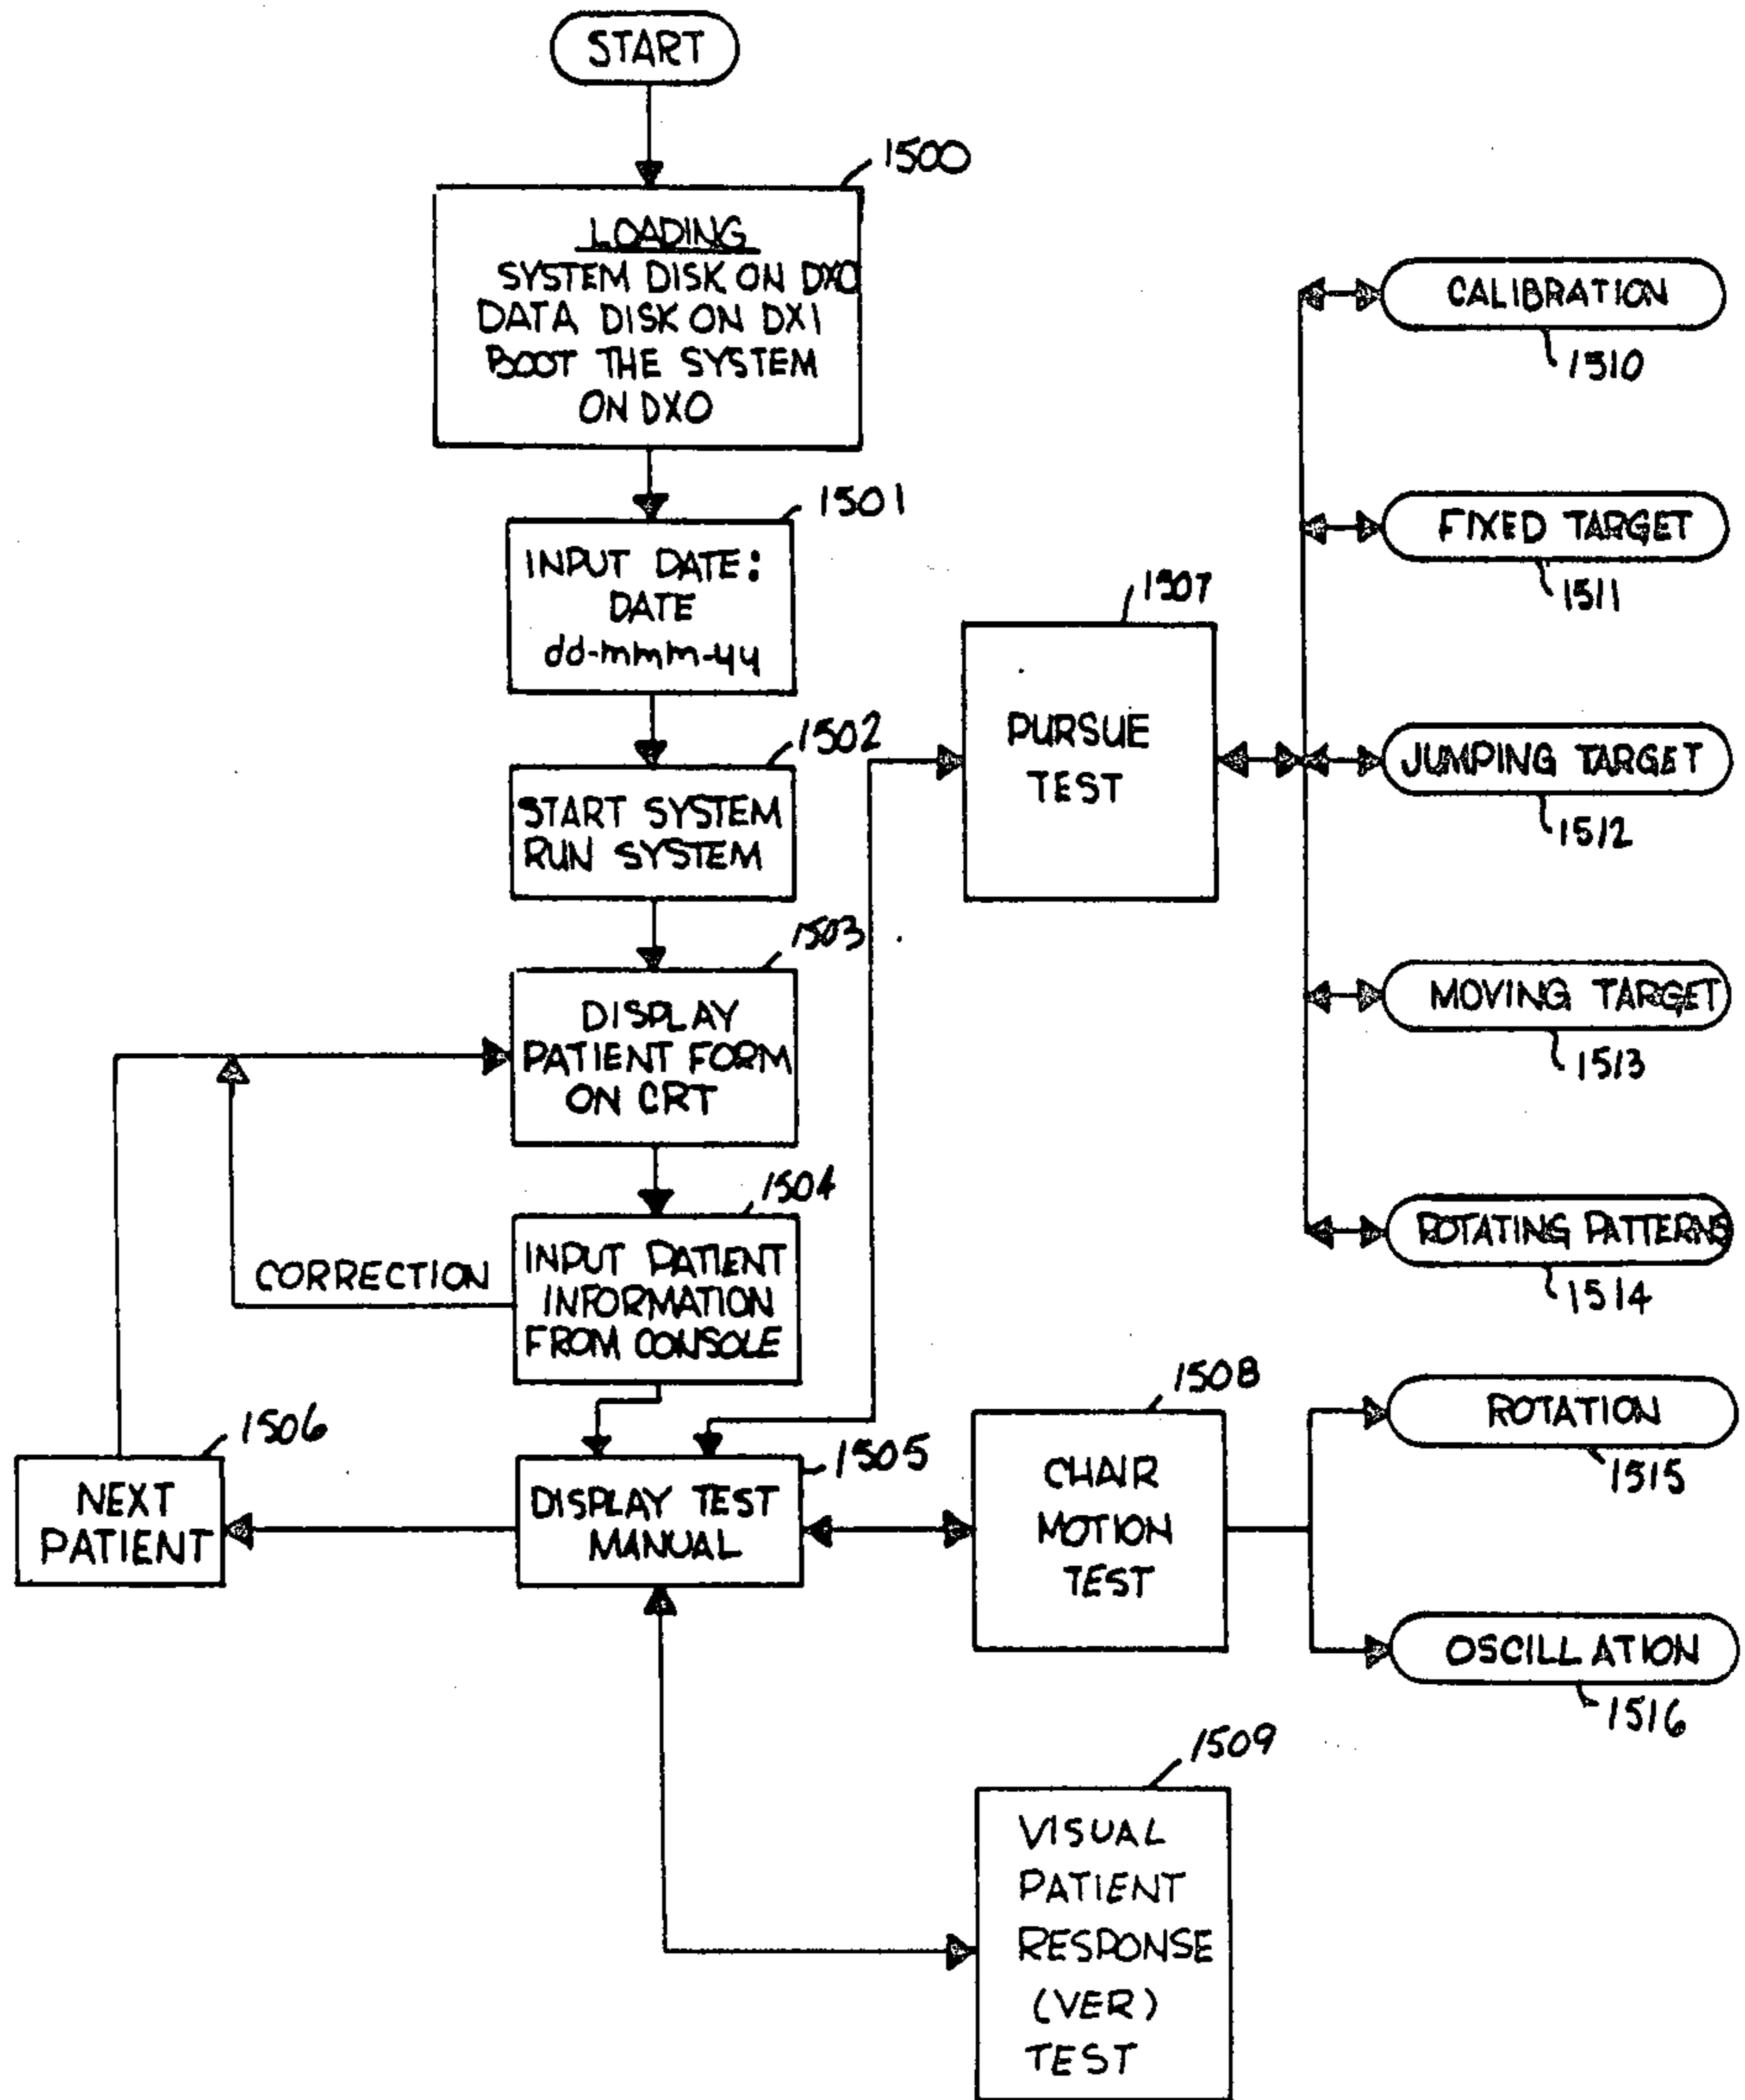 START
1500
LOADING
SYSTEM DISK ON DX0
DATA DISK ON DX1
BOOT THE SYSTEM
ON DX0
1501
INPUT DATE:
DATE
dd-mmm-yy
1502
START SYSTEM
RUN SYSTEM
1503
DISPLAY
PATIENT FORM
ON CRT
1504
INPUT PATIENT
INFORMATION
FROM CONSOLE
CORRECTION
1505
DISPLAY TEST
MANUAL
1506
NEXT
PATIENT
1507
PURSUE
TEST
CALIBRATION
1510
FIXED TARGET
1511
JUMPING TARGET
1512
MOVING TARGET
1513
ROTATING PATTERNS
1514
1508
CHAIR
MOTION
TEST
ROTATION
1515
OSCILLATION
1516
1509
VISUAL
PATIENT
RESPONSE
(VER)
TEST